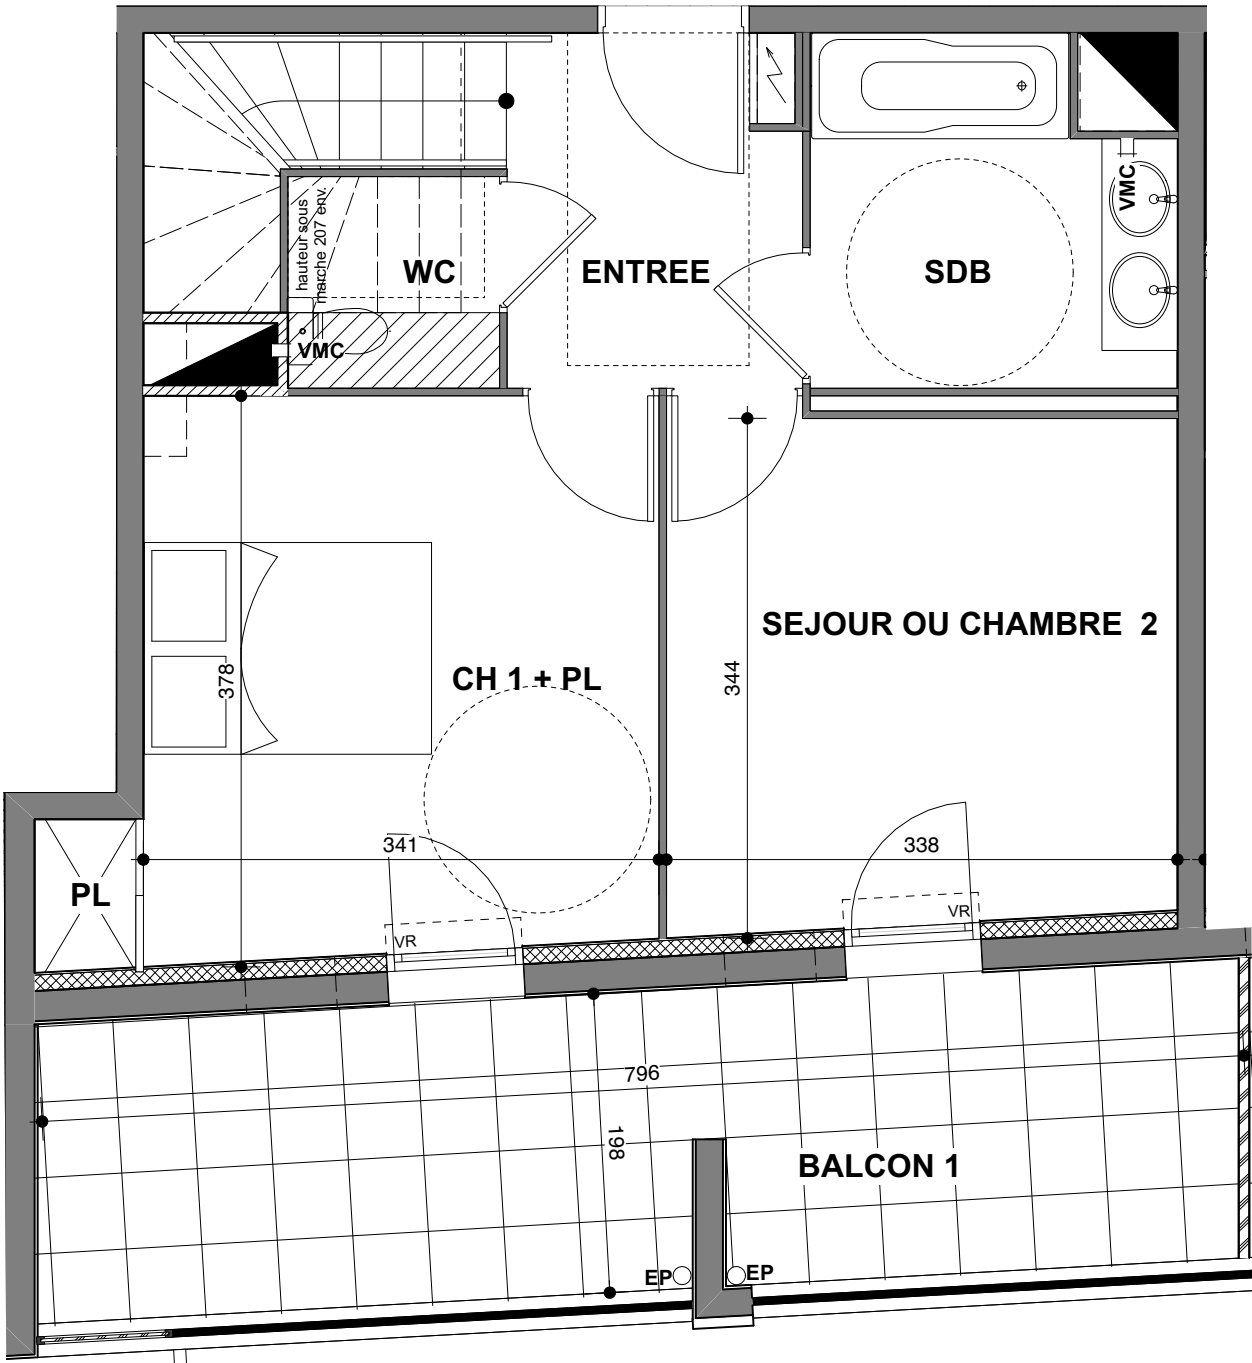 hauteur sous
marche 207 env.
WC
ENTREE
SDB
VMC
VMC
SEJOUR OU CHAMBRE 2
CH 1 + PL
378
344
341
338
PL
VR
VR
796
198
BALCON 1
EP
EP